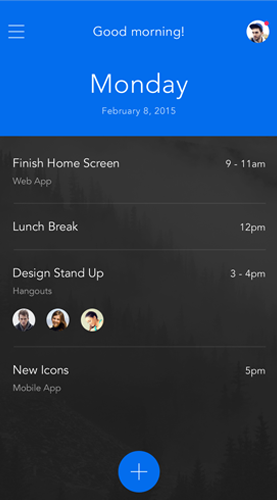 Good morning!
Monday
February 8, 2015
Finish Home Screen 9 - 11am
Web App
Lunch Break 12pm
Design Stand Up 3 - 4pm
Hangouts
New Icons 5pm
Mobile App